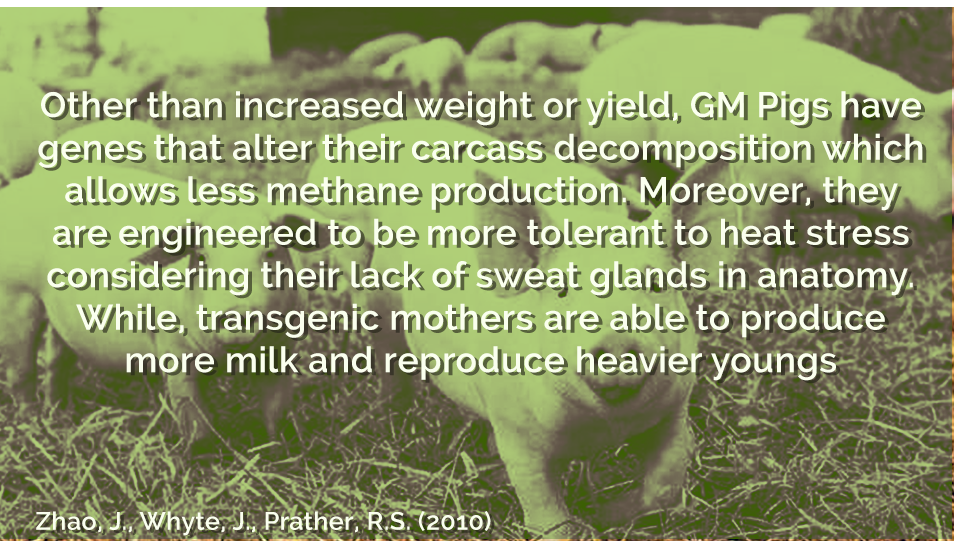 Other than increased weight or yield, GM Pigs have
genes that alter their carcass decomposition which
allows less methane production. Moreover, they
are engineered to be more tolerant to heat stress
considering their lack of sweat glands in anatomy.
While, transgenic mothers are able to produce
more milk and reproduce heavier youngs
Zhao, J., Whyte, J., Prather, R.S. (2010)